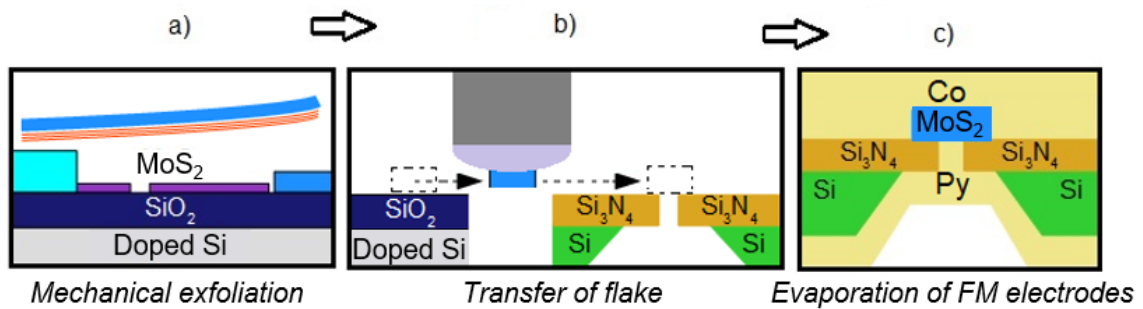 a)
b)
c)
MoS₂
SiO₂
Doped Si
SiO₂
Doped Si
Si₃N₄
Si₃N₄
Si
Si
Co
MoS₂
Si₃N₄
Si₃N₄
Si
Py
Si
Mechanical exfoliation
Transfer of flake
Evaporation of FM electrodes